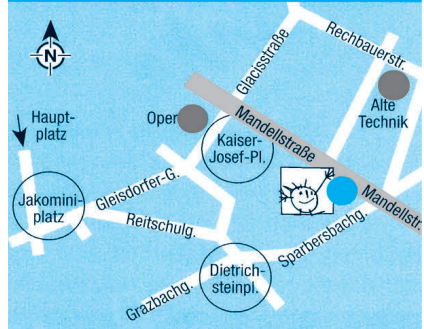 N
Glacisstraße
Rechbauerstr.
Haupt-
platz
Oper
Mandellstraße
Alte
Technik
Kaiser-
Josef-Pl.
Gleisdorfer-G.
Jakomini-
platz
Mandellstr.
Reitschulg.
Sparbersbachg.
Dietrich-
steinpl.
Grazbachg.